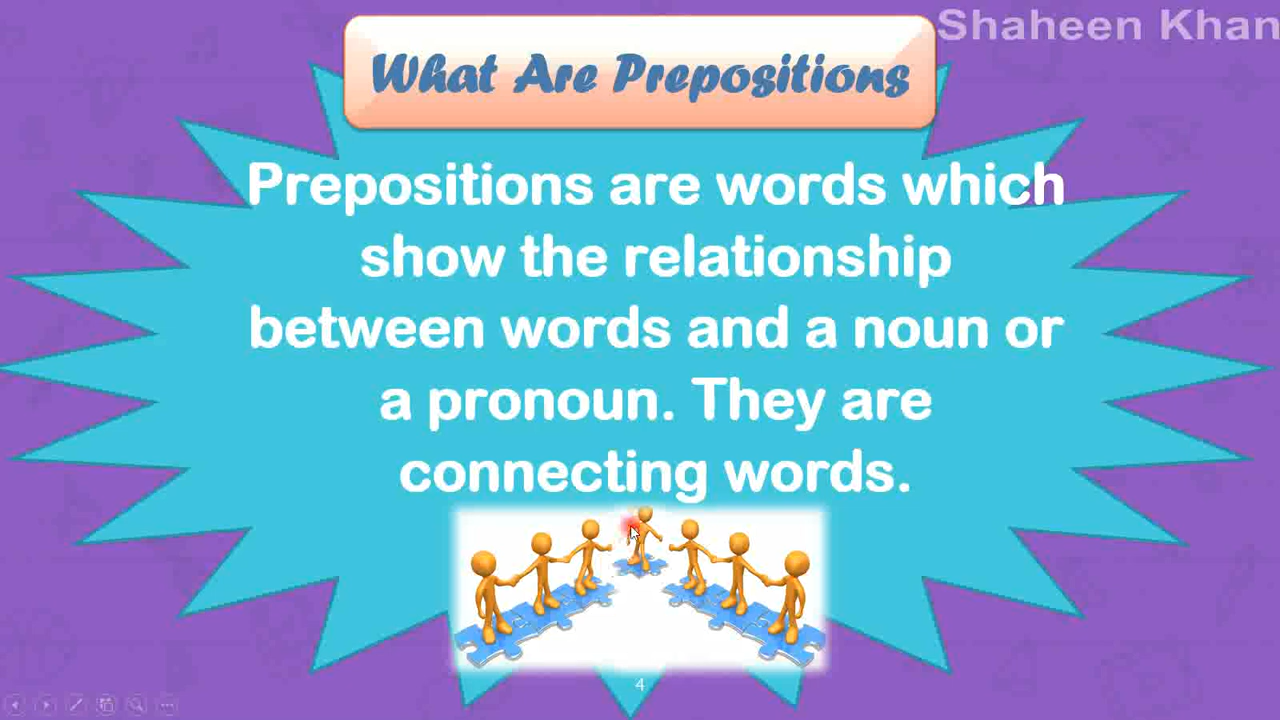 Shaheen Khan
What Are Prepositions
Prepositions are words which
show the relationship
between words and a noun or
a pronoun. They are
connecting words.
4